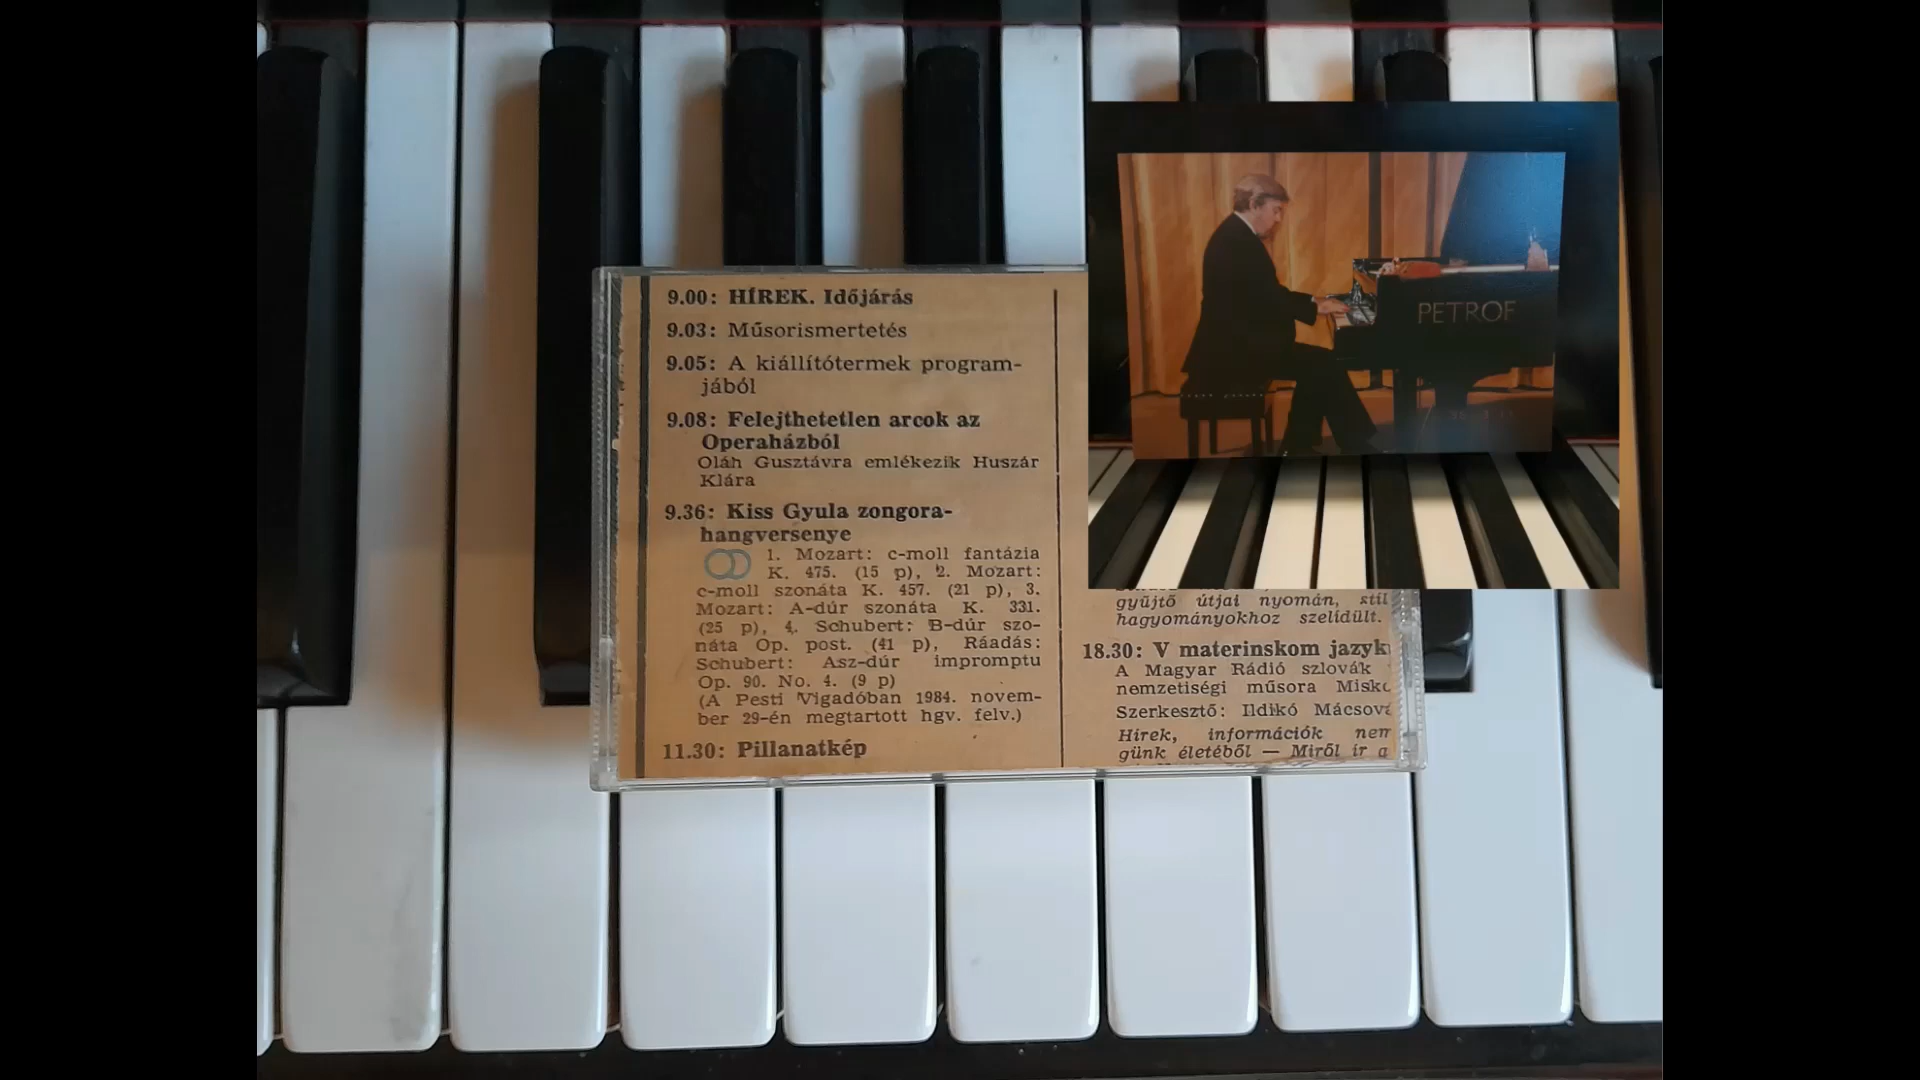 9.00: HÍREK. Időjárás
9.03: Műsorismertetés
9.05: A kiállítótermek program-
jából
9.08: Felejthetetlen arcok az
Operaházból
Oláh Gusztávra emlékezik Huszár
Klára
9.36: Kiss Gyula zongora-
hangversenye
1. Mozart: c-moll fantázia
K. 475. (15 p), 2. Mozart:
c-moll szonáta K. 457. (21 p), 3.
Mozart: A-dúr szonáta K. 331.
(25 p), 4. Schubert: B-dúr szo-
náta Op. post. (41 p), Ráadás:
Schubert: Asz-dúr impromptu
Op. 90. No. 4. (9 p)
(A Pesti Vigadóban 1984. novem-
ber 29-én megtartott hgv. felv.)
11.30: Pillanatkép
gyűjtő útjai nyomán, stíl
hagyományokhoz szelídült.
18.30: V materinskom jazyk
A Magyar Rádió szlovák
nemzetiségi műsora Misko
Szerkesztő: Ildikó Mácsová
Hírek, információk nem
günk életéből — Miről ír a
PETROF